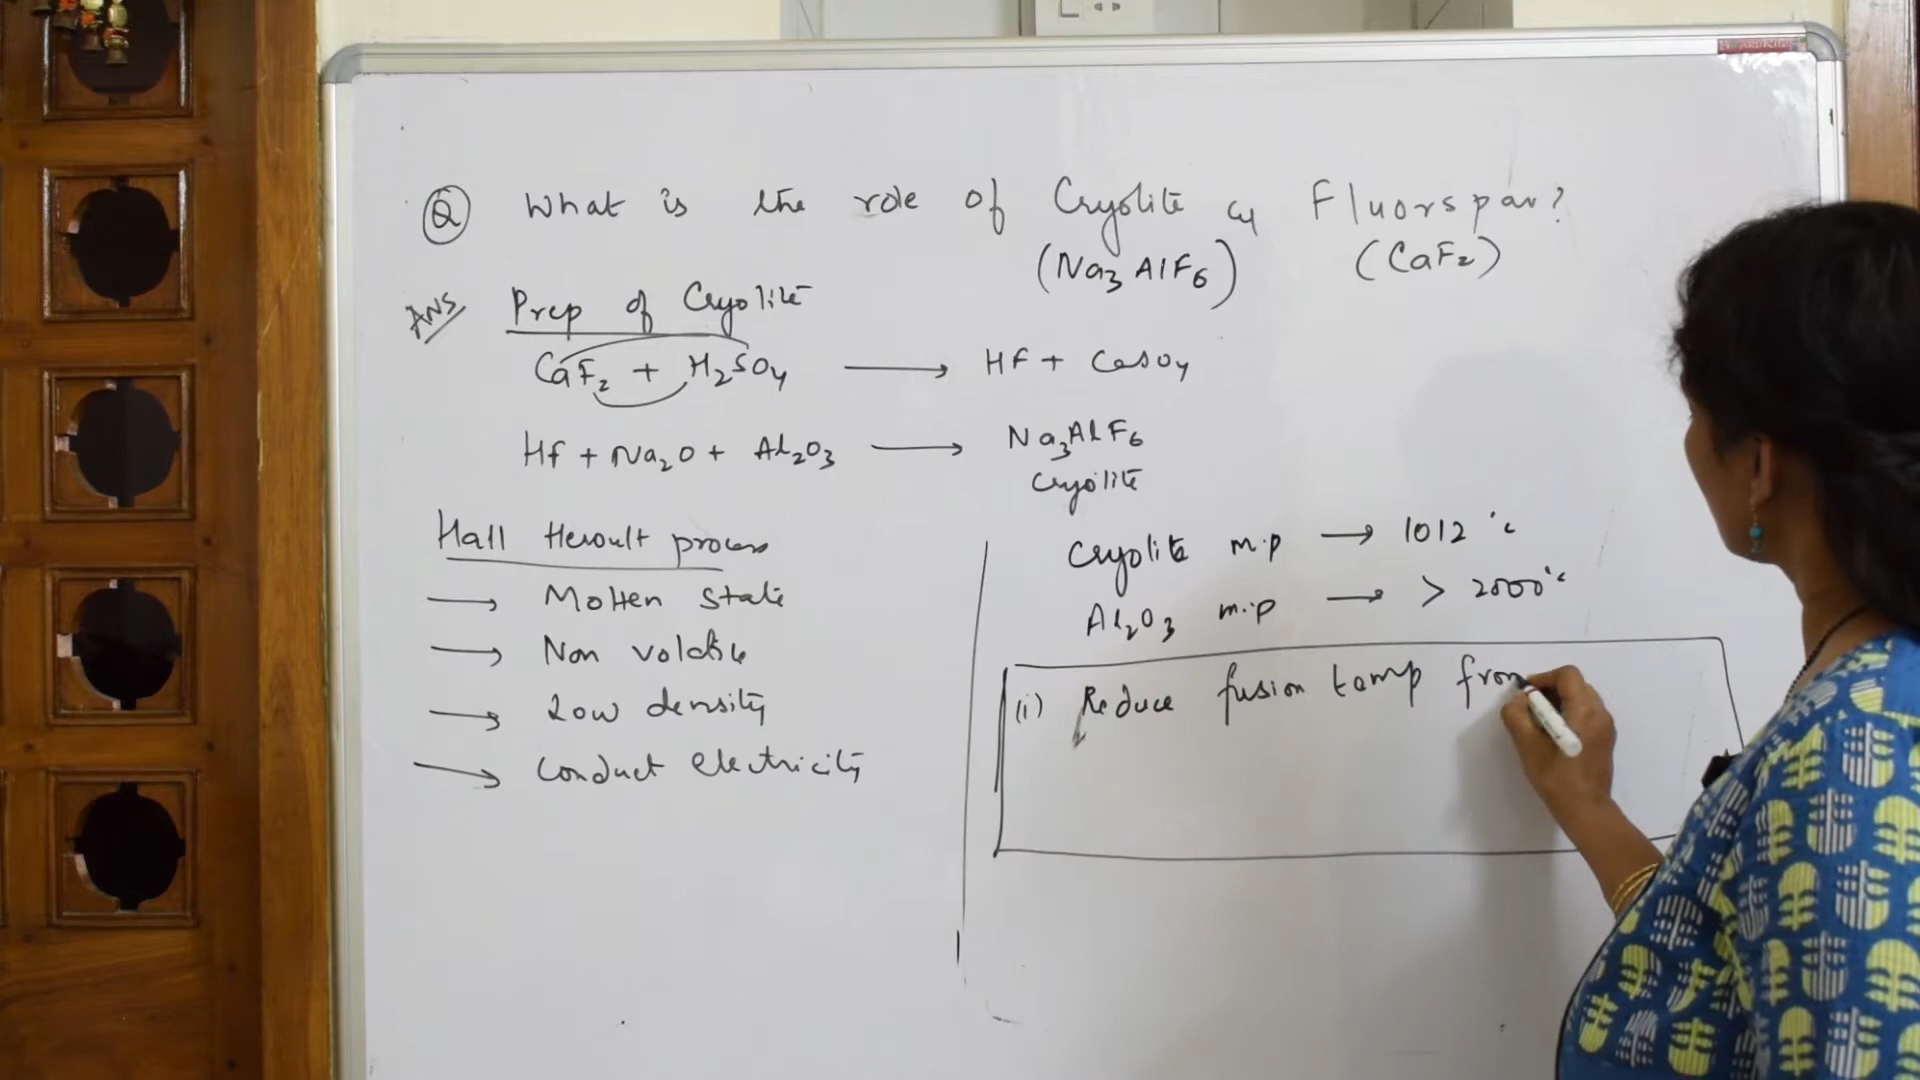 Q What is the role of Cryolite & Fluorspar?
(Na3AlF6) (CaF2)
Ans Prep of Cryolite
CaF2 + H2SO4 → HF + CaSO4
HF + Na2O + Al2O3 → Na3AlF6
Cryolite
Hall Heroult process
→ Molten state
→ Non volatile
→ Low density
→ Conduct electricity
Cryolite m.p → 1012°C
Al2O3 m.p → > 2000°C
(i) Reduce fusion temp from